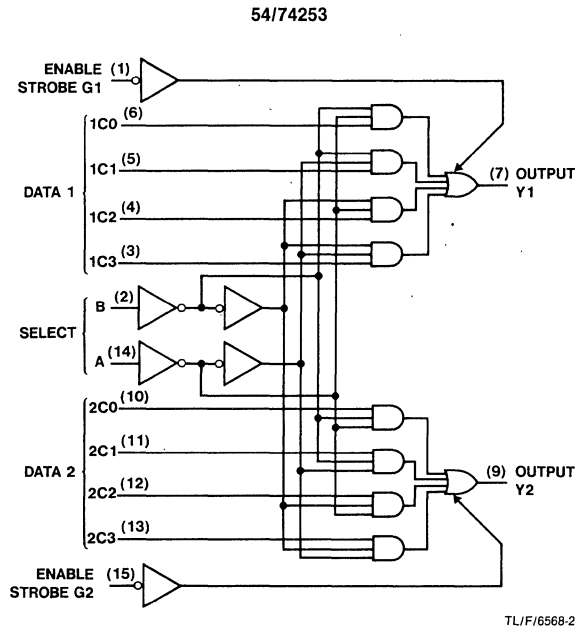 54/74253
ENABLE (1)
STROBE G1
1C0 (6)
1C1 (5)
DATA 1
1C2 (4)
1C3 (3)
(7) OUTPUT
Y1
B (2)
SELECT
A (14)
2C0 (10)
2C1 (11)
DATA 2
2C2 (12)
2C3 (13)
(9) OUTPUT
Y2
ENABLE (15)
STROBE G2
TL/F/6568-2